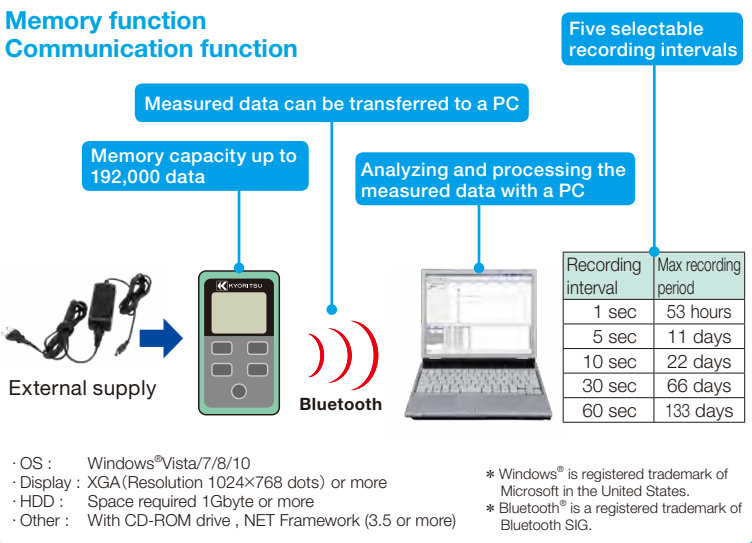 Memory function
Communication function
Five selectable
recording intervals
Measured data can be transferred to a PC
Memory capacity up to
192,000 data
Analyzing and processing the
measured data with a PC
KYORITSU
External supply
Bluetooth
Recording interval Max recording period
1 sec 53 hours
5 sec 11 days
10 sec 22 days
30 sec 66 days
60 sec 133 days
· OS : Windows®Vista/7/8/10
· Display : XGA(Resolution 1024×768 dots) or more
· HDD : Space required 1Gbyte or more
· Other : With CD-ROM drive , NET Framework (3.5 or more)
* Windows® is registered trademark of
Microsoft in the United States.
* Bluetooth® is a registered trademark of
Bluetooth SIG.